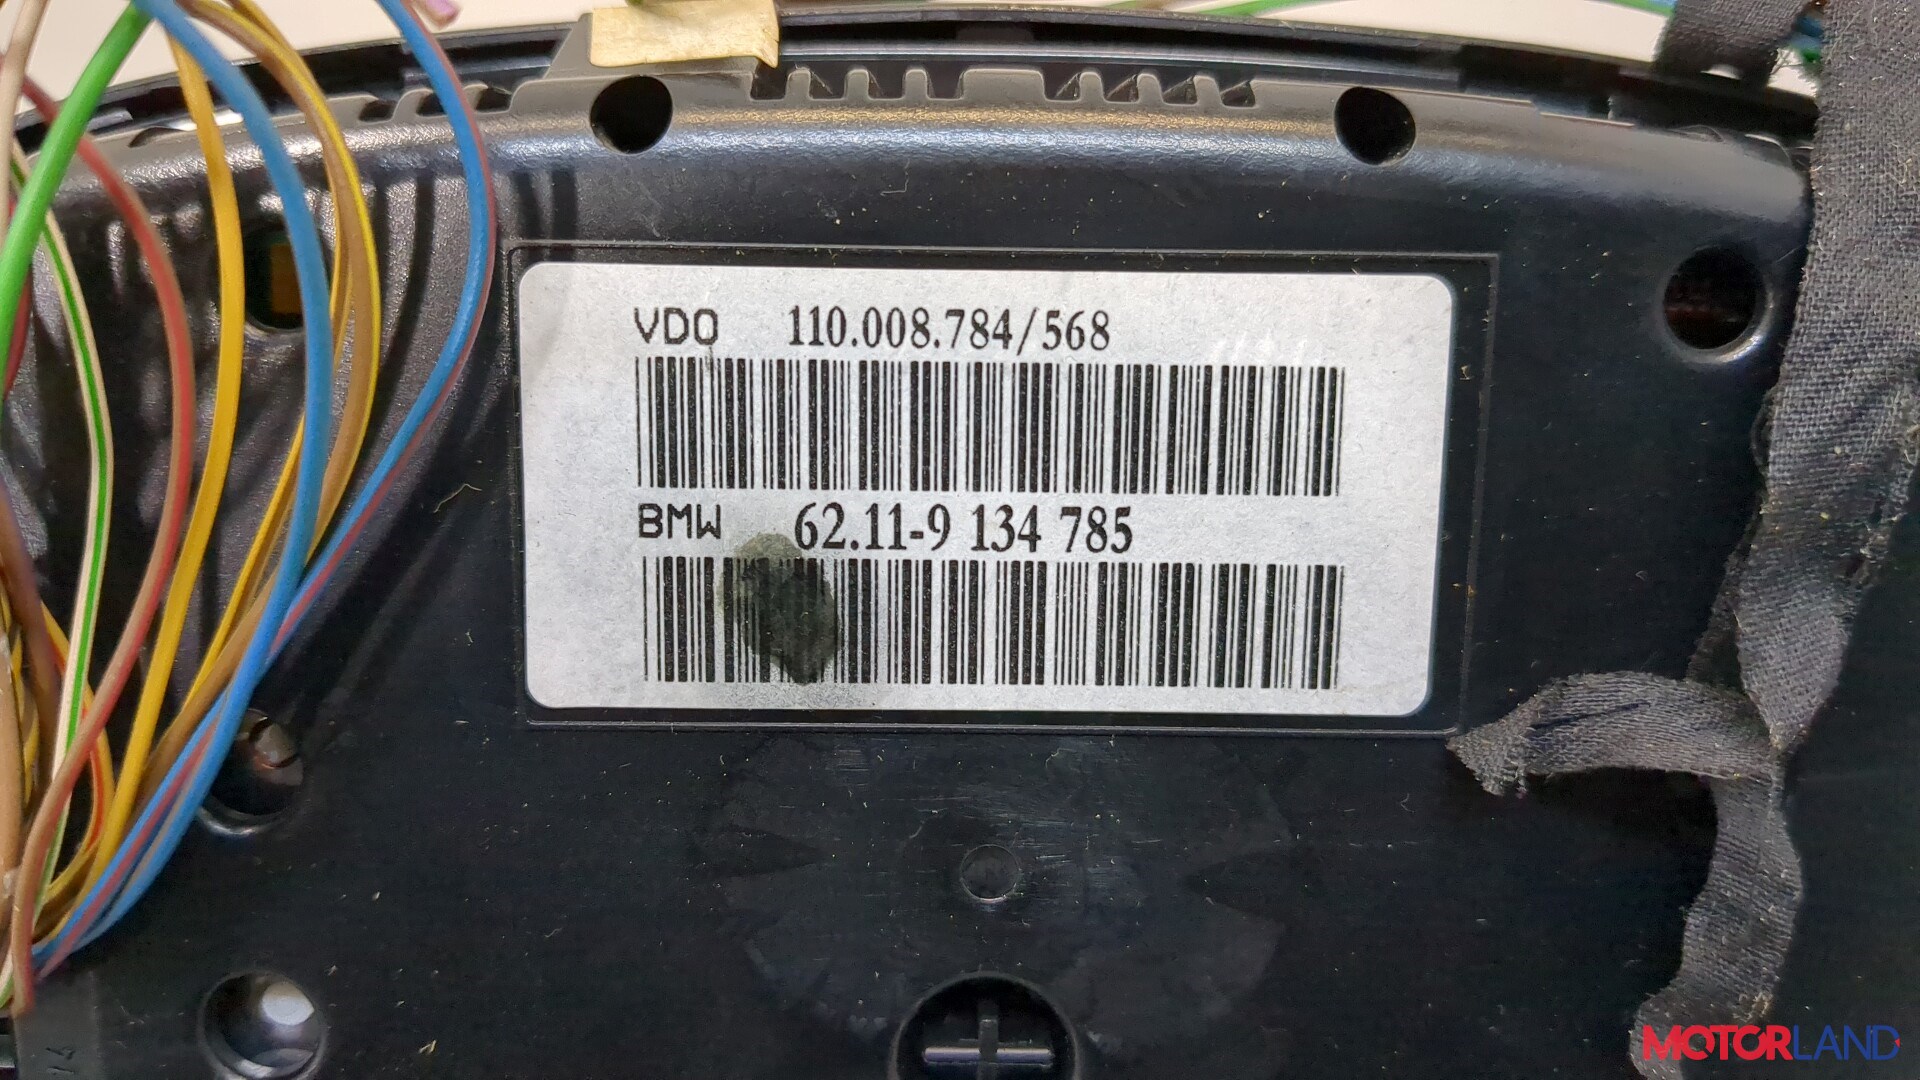 VDO 110.008.784/568
BMW 62.11-9 134 785
MOTORLAND